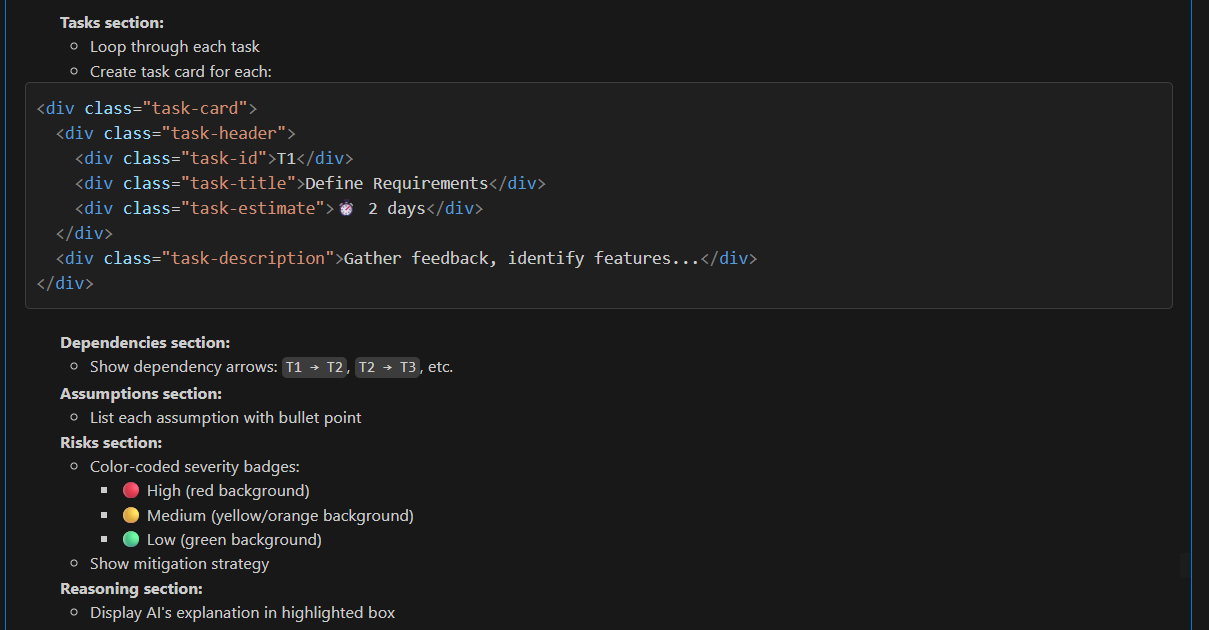 Tasks section:
Loop through each task
Create task card for each:
<div class="task-card">
<div class="task-header">
<div class="task-id">T1</div>
<div class="task-title">Define Requirements</div>
<div class="task-estimate">⏱️ 2 days</div>
</div>
<div class="task-description">Gather feedback, identify features...</div>
</div>
Dependencies section:
Show dependency arrows: T1 → T2, T2 → T3, etc.
Assumptions section:
List each assumption with bullet point
Risks section:
Color-coded severity badges:
🔴 High (red background)
🟡 Medium (yellow/orange background)
🟢 Low (green background)
Show mitigation strategy
Reasoning section:
Display AI's explanation in highlighted box